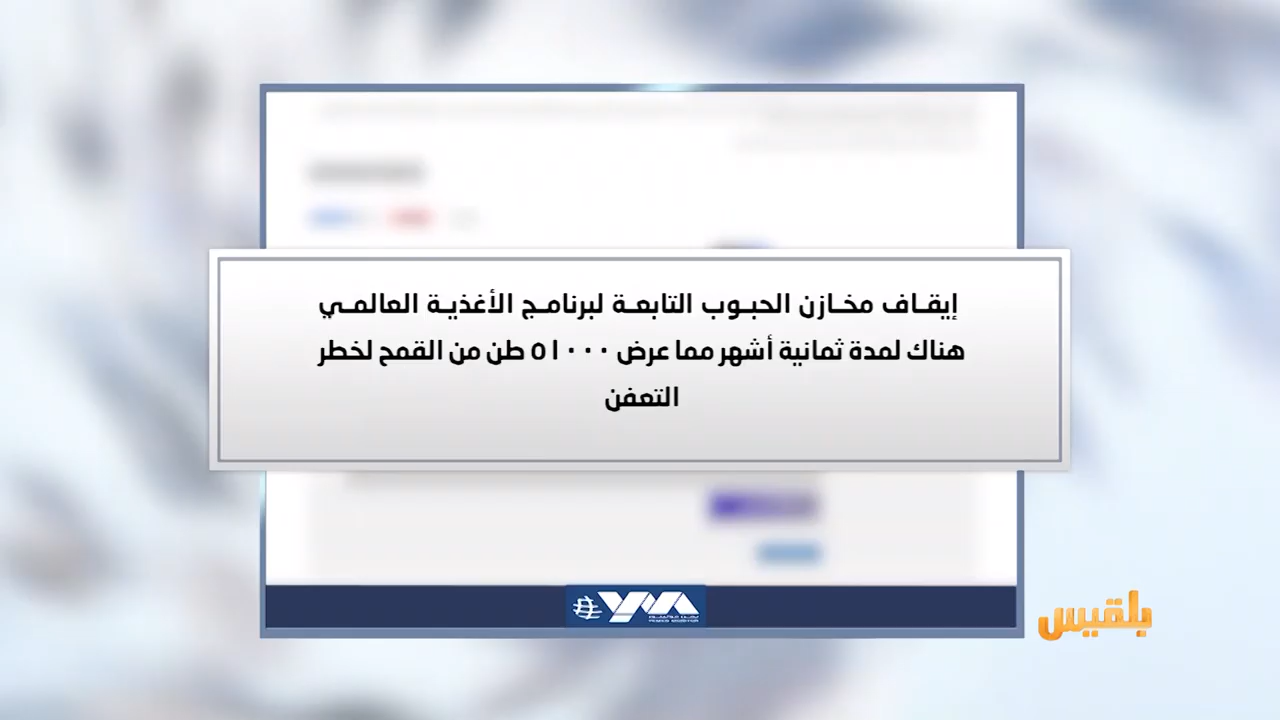 إيقاف مخازن الحبوب التابعة لبرنامج الأغذية العالمي
هناك لمدة ثمانية أشهر مما عرض ٥١٠٠٠ طن من القمح لخطر
التعفن
بلقيس